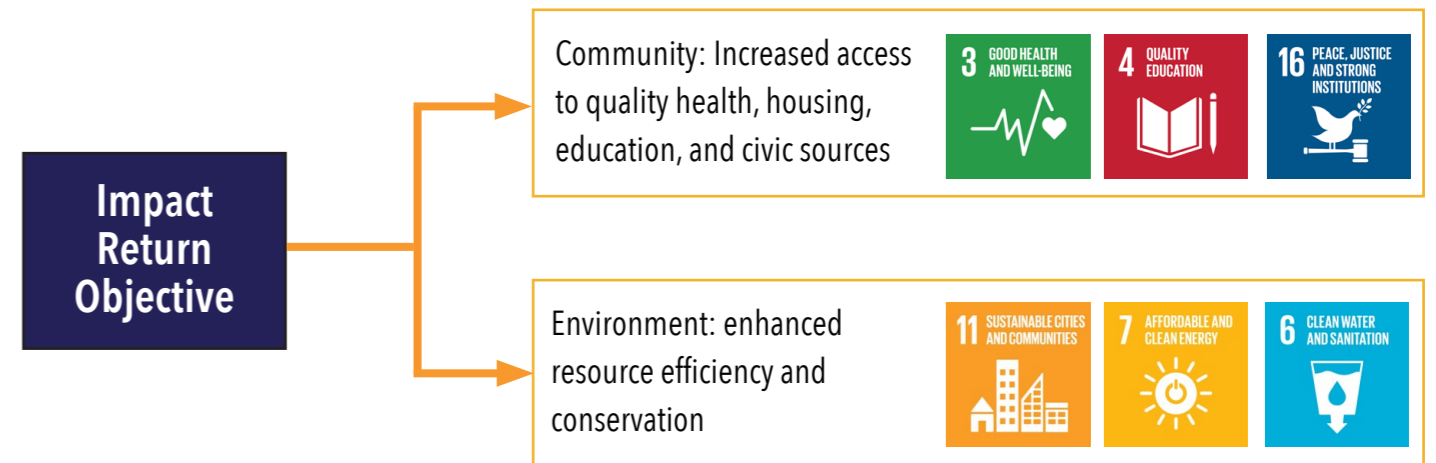 Impact
Return
Objective
Community: Increased access
to quality health, housing,
education, and civic sources
3 GOOD HEALTH
AND WELL-BEING
4 QUALITY
EDUCATION
16 PEACE, JUSTICE
AND STRONG
INSTITUTIONS
Environment: enhanced
resource efficiency and
conservation
11 SUSTAINABLE CITIES
AND COMMUNITIES
7 AFFORDABLE AND
CLEAN ENERGY
6 CLEAN WATER
AND SANITATION